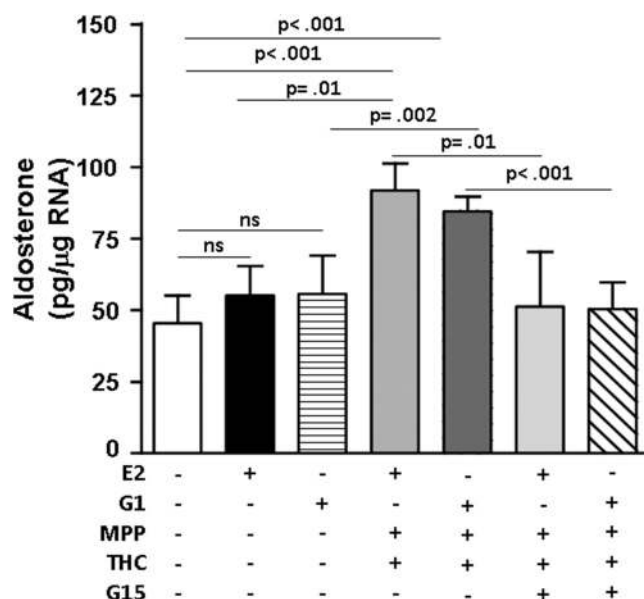 150
p< .001
p< .001
125
p= .01
p= .002
100
p= .01
p< .001
Aldosterone
(pg/µg RNA)
75
ns
ns
50
25
0
E2 - + - + - + -
G1 - - + - + - +
MPP - - - + + + +
THC - - - + + + +
G15 - - - - - + +